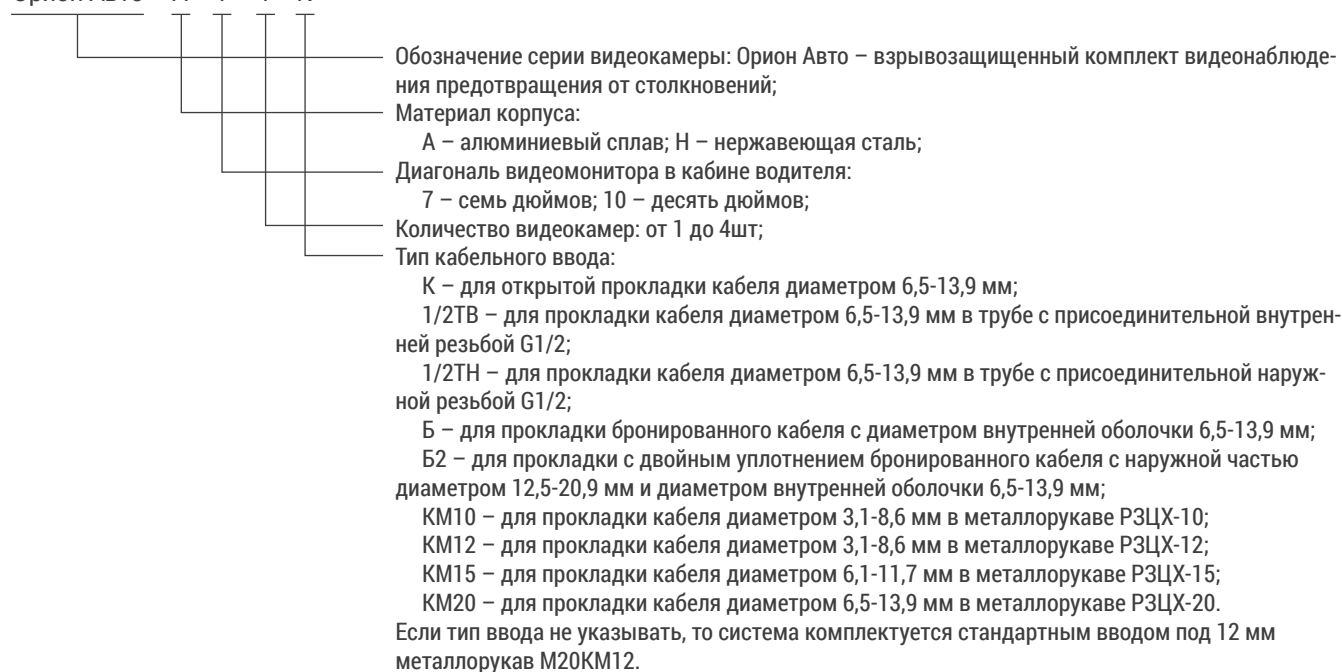 Обозначение серии видеокамеры: Орион Авто – взрывозащищенный комплект видеонаблюде-
ния предотвращения от столкновений;
Материал корпуса:
А – алюминиевый сплав; Н – нержавеющая сталь;
Диагональ видеомонитора в кабине водителя:
7 – семь дюймов; 10 – десять дюймов;
Количество видеокамер: от 1 до 4шт;
Тип кабельного ввода:
К – для открытой прокладки кабеля диаметром 6,5-13,9 мм;
1/2ТВ – для прокладки кабеля диаметром 6,5-13,9 мм в трубе с присоединительной внутрен-
ней резьбой G1/2;
1/2ТН – для прокладки кабеля диаметром 6,5-13,9 мм в трубе с присоединительной наруж-
ной резьбой G1/2;
Б – для прокладки бронированного кабеля с диаметром внутренней оболочки 6,5-13,9 мм;
Б2 – для прокладки с двойным уплотнением бронированного кабеля с наружной частью
диаметром 12,5-20,9 мм и диаметром внутренней оболочки 6,5-13,9 мм;
КМ10 – для прокладки кабеля диаметром 3,1-8,6 мм в металлорукаве РЗЦХ-10;
КМ12 – для прокладки кабеля диаметром 3,1-8,6 мм в металлорукаве РЗЦХ-12;
КМ15 – для прокладки кабеля диаметром 6,1-11,7 мм в металлорукаве РЗЦХ-15;
КМ20 – для прокладки кабеля диаметром 6,5-13,9 мм в металлорукаве РЗЦХ-20.
Если тип ввода не указывать, то система комплектуется стандартным вводом под 12 мм
металлорукав М20КМ12.